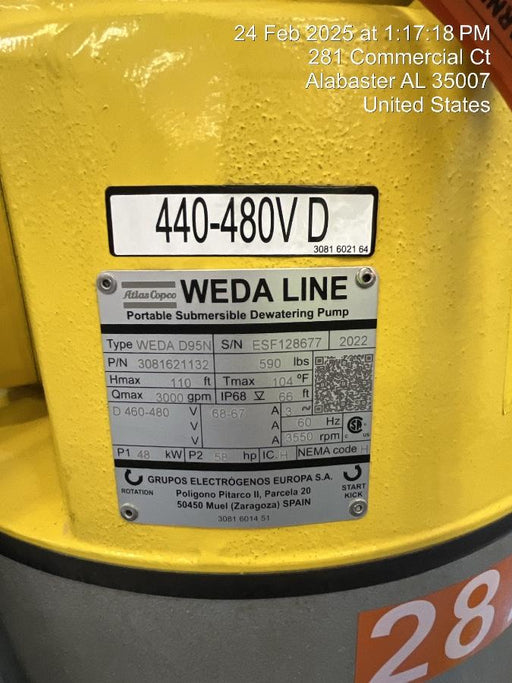 24 Feb 2025 at 1:17:18 PM
281 Commercial Ct
Alabaster AL 35007
United States
440-480V D
3081 6021 64
Atlas Copco WEDA LINE
Portable Submersible Dewatering Pump
Type WEDA D95N S/N ESF128677 2022
P/N 3081621132 590 lbs
Hmax 110 ft Tmax 104 °F
Qmax 3000 gpm IP68 66 ft
D 460-480 V 68-67 A 3 ~
V A 60 Hz
V A 3550 rpm
P1 48 kW P2 58 hp IC H NEMA code H
GRUPOS ELECTRÓGENOS EUROPA S.A.
ROTATION Polígono Pitarco II, Parcela 20 START
50450 Muel (Zaragoza) SPAIN KICK
3081 6014 51
28